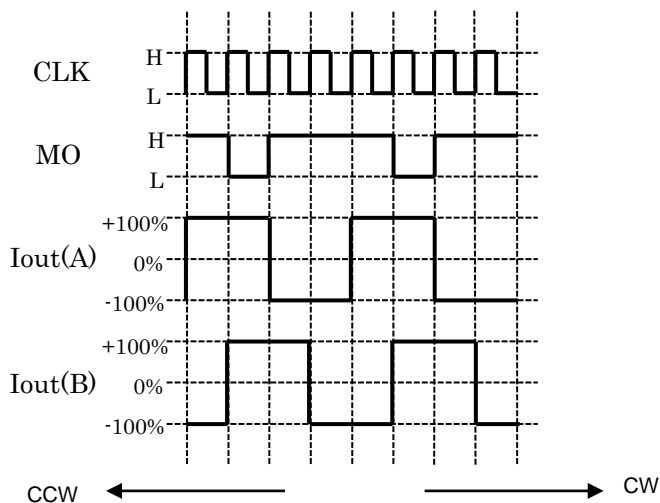 CLK
H
L
MO
H
L
Iout(A)
+100%
0%
-100%
Iout(B)
+100%
0%
-100%
CCW
CW